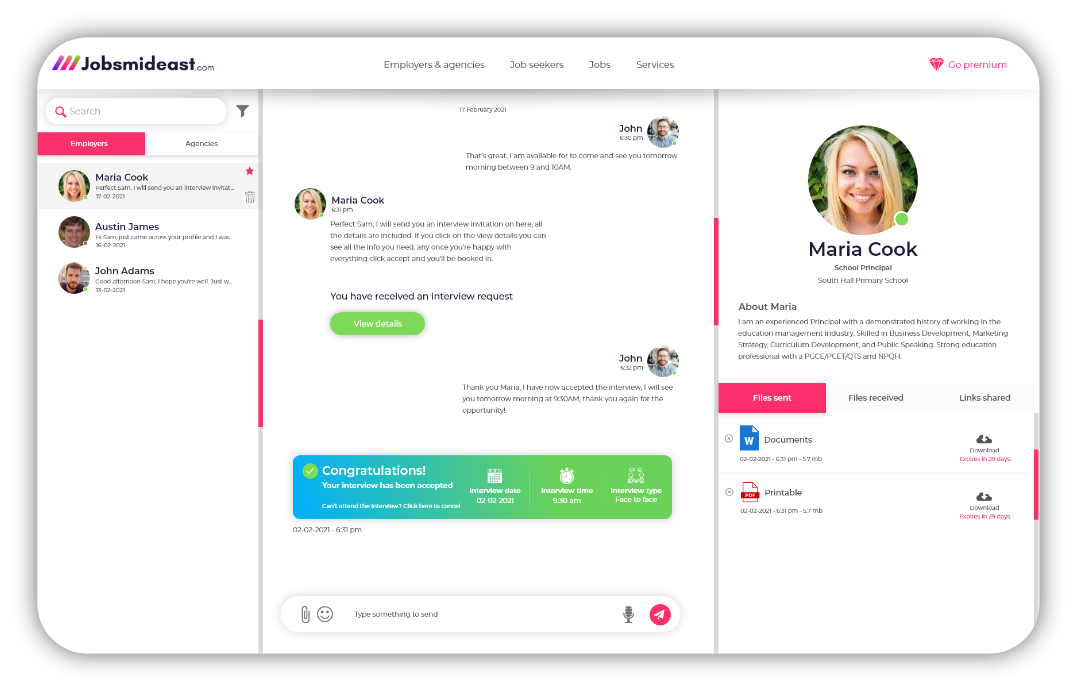 Jobsmideast.com
Employers & agencies
Job seekers
Jobs
Services
Go premium
Search
Employers
Agencies
Maria Cook
Perfect Sam, I will send you an interview invitat...
17-02-2021
Austin James
Hi Sam, just came across your profile and I was...
16-02-2021
John Adams
Good afternoon Sam, I hope you're well. Just w...
13-02-2021
17 February 2021
John
6:30 pm
That's great, I am available for to come and see you tomorrow
morning between 9 and 10AM.
Maria Cook
6:31 pm
Perfect Sam, I will send you an interview invitation on here, all
the details are included. If you click on the view details you can
see all the info you need, any once you're happy with
everything click accept and you'll be booked in.
You have received an interview request
View details
John
6:32 pm
Thank you Maria, I have now accepted the interview, I will see
you tomorrow morning at 9:30AM, thank you again for the
opportunity!
Congratulations!
Your interview has been accepted
Can't attend the interview? Click here to cancel
Interview date
02-02-2021
Interview time
9:30 am
Interview type
Face to face
02-02-2021 - 6:31 pm
Type something to send
Maria Cook
School Principal
South Hall Primary School
About Maria
I am an experienced Principal with a demonstrated history of working in the
education management industry. Skilled in Business Development, Marketing
Strategy, Curriculum Development, and Public Speaking. Strong education
professional with a PGCE/PCET/QTS and NPQH.
Files sent
Files received
Links shared
W
Documents
02-02-2021 - 6:31 pm - 5.7 mb
Download
Expires in 29 days.
PDF
Printable
02-02-2021 - 6:31 pm - 5.7 mb
Download
Expires in 29 days.